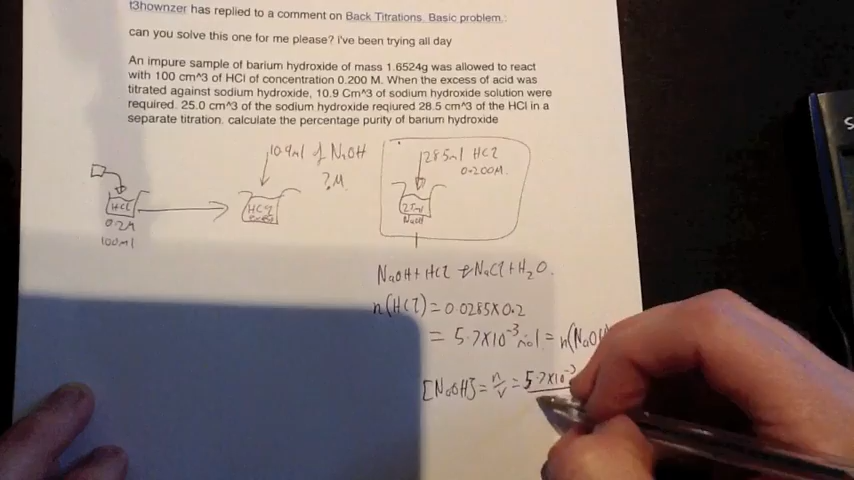 t3hownzer has replied to a comment on Back Titrations. Basic problem.:
can you solve this one for me please? i've been trying all day
An impure sample of barium hydroxide of mass 1.6524g was allowed to react
with 100 cm^3 of HCl of concentration 0.200 M. When the excess of acid was
titrated against sodium hydroxide, 10.9 Cm^3 of sodium hydroxide solution were
required. 25.0 cm^3 of the sodium hydroxide reqiured 28.5 cm^3 of the HCl in a
separate titration. calculate the percentage purity of barium hydroxide
10.9ml of NaOH
?M
28.5ml HCl
0.200M.
HCl
0.2M
100ml
HCl
excess
25ml
NaOH
NaOH + HCl → NaCl + H2O.
n(HCl) = 0.0285 x 0.2
= 5.7 x 10^-3 mol = n(NaOH
[NaOH] = n/v = 5.7 x 10^-3
S